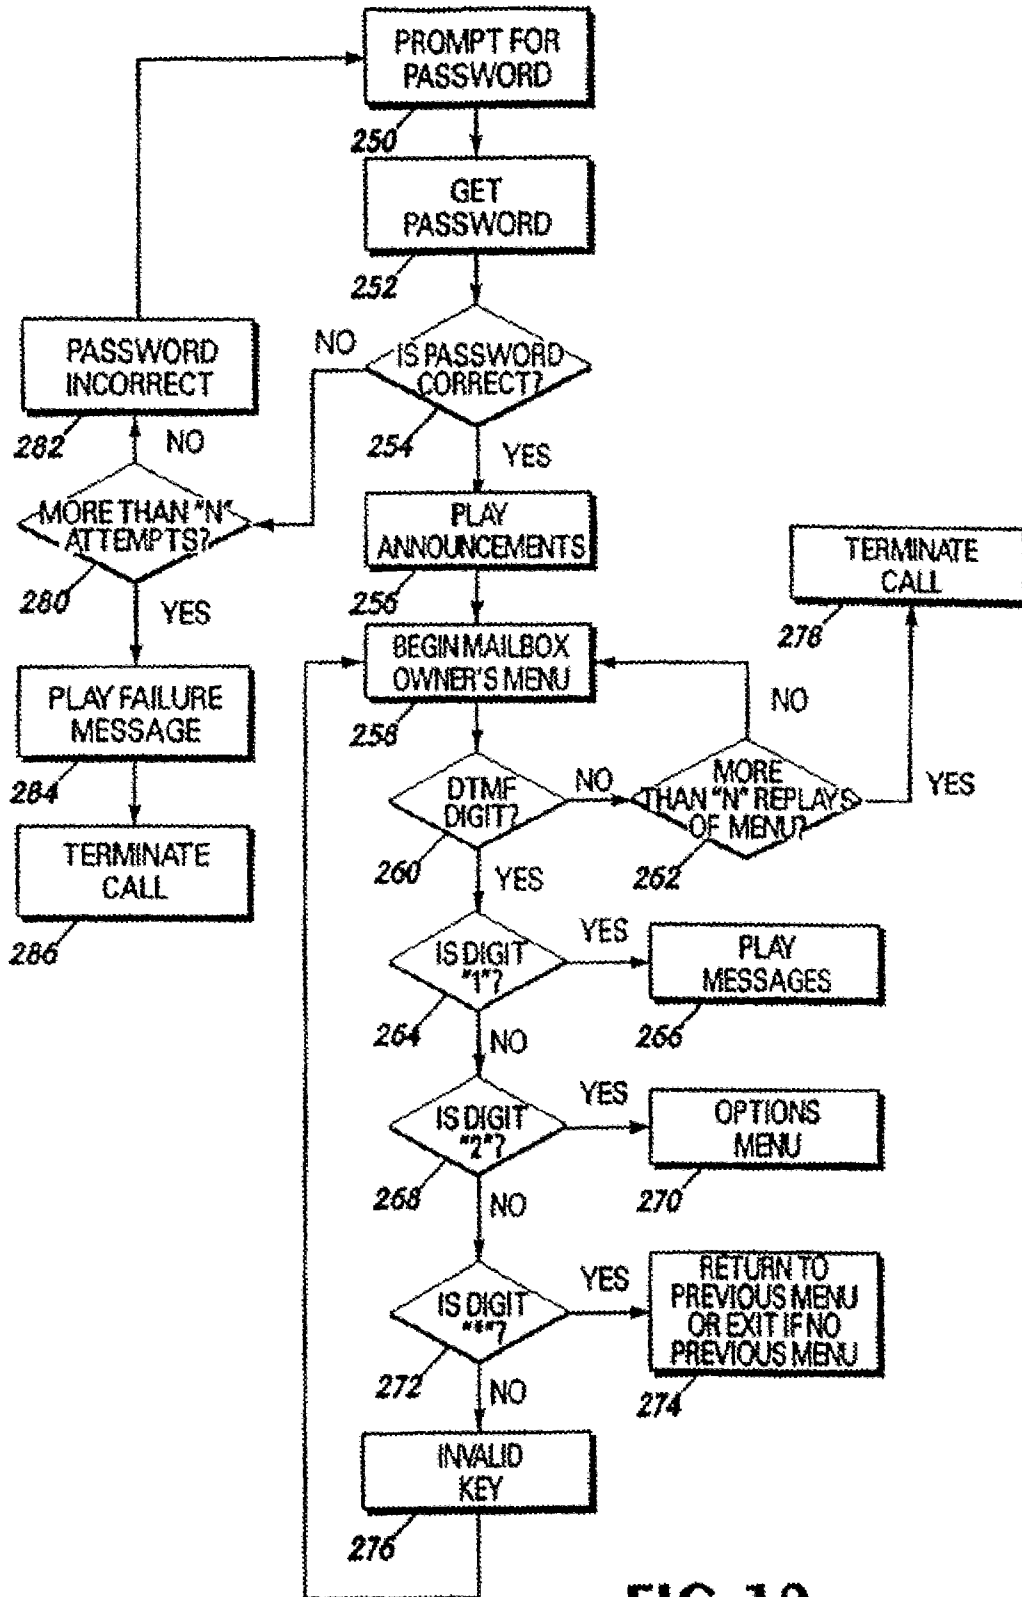 PROMPT FOR
PASSWORD
250
GET
PASSWORD
252
IS PASSWORD
CORRECT?
254
NO
YES
PASSWORD
INCORRECT
282
NO
MORE THAN "N"
ATTEMPTS?
280
YES
PLAY FAILURE
MESSAGE
284
TERMINATE
CALL
286
PLAY
ANNOUNCEMENTS
256
BEGIN MAILBOX
OWNER'S MENU
258
TERMINATE
CALL
278
NO
DTMF
DIGIT?
260
NO
MORE
THAN "N" REPLAYS
OF MENU?
262
YES
YES
IS DIGIT
"1"?
264
YES
PLAY
MESSAGES
266
NO
IS DIGIT
"2"?
268
YES
OPTIONS
MENU
270
NO
IS DIGIT
"*"?
272
YES
RETURN TO
PREVIOUS MENU
OR EXIT IF NO
PREVIOUS MENU
274
NO
INVALID
KEY
276